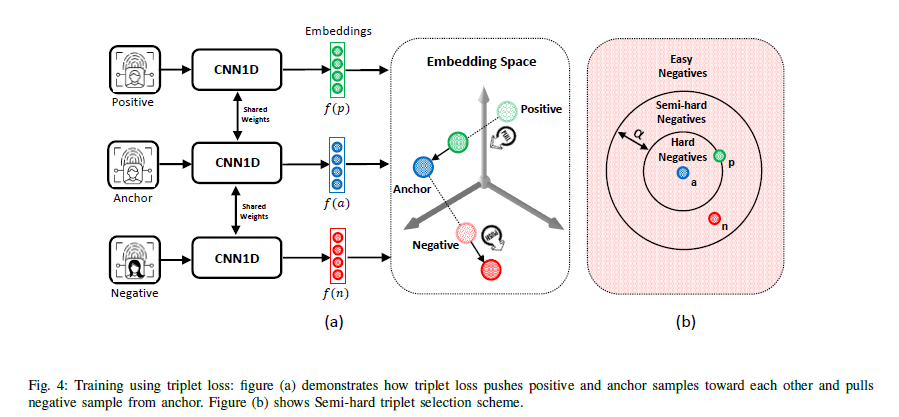 Embeddings
Positive
CNN1D
f(p)
Shared
Weights
Anchor
CNN1D
f(a)
Shared
Weights
Negative
CNN1D
f(n)
(a)
Embedding Space
Positive
PULL
Anchor
Negative
PUSH
Easy
Negatives
Semi-hard
Negatives
α
Hard
Negatives
p
a
n
(b)
Fig. 4: Training using triplet loss: figure (a) demonstrates how triplet loss pushes positive and anchor samples toward each other and pulls
negative sample from anchor. Figure (b) shows Semi-hard triplet selection scheme.